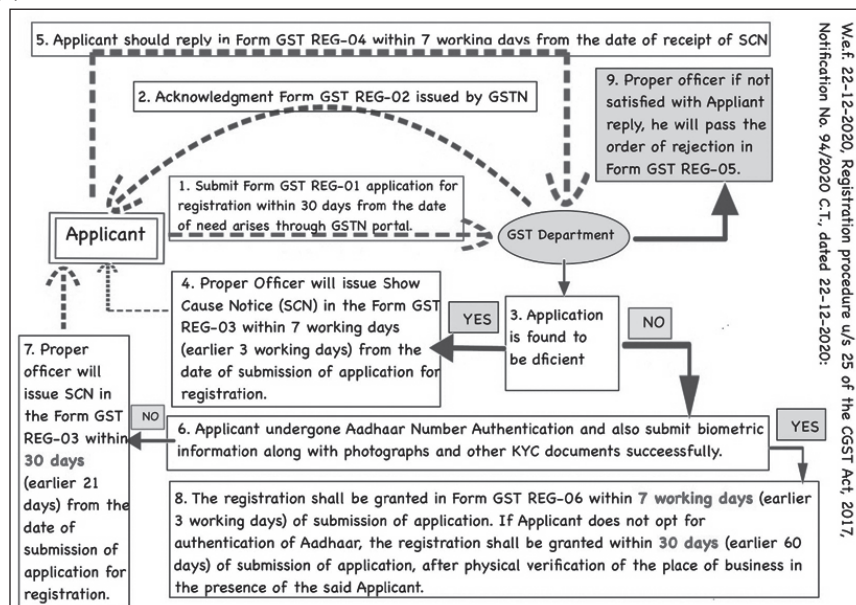 5. Applicant should reply in Form GST REG-04 within 7 working days from the date of receipt of SCN
2. Acknowledgment Form GST REG-02 issued by GSTN
9. Proper officer if not
satisfied with Appliant
reply, he will pass the
order of rejection in
Form GST REG-05.
W.e.f. 22-12-2020, Registration procedure u/s 25 of the CGST Act, 2017,
Notification No. 94/2020 C.T., dated 22-12-2020:
1. Submit Form GST REG-01 application for
registration within 30 days from the date
of need arises through GSTN portal.
Applicant
GST Department
4. Proper Officer will issue Show
Cause Notice (SCN) in the Form GST
REG-03 within 7 working days
(earlier 3 working days) from the
date of submission of application for
registration.
YES
3. Application
is found to
be dficient
NO
7. Proper
officer will
issue SCN in
the Form GST
REG-03 within
30 days
(earlier 21
days) from the
date of
submission of
application for
registration.
NO
6. Applicant undergone Aadhaar Number Authentication and also submit biometric
information along with photographs and other KYC documents succeessfully.
YES
8. The registration shall be granted in Form GST REG-06 within 7 working days (earlier
3 working days) of submission of application. If Applicant does not opt for
authentication of Aadhaar, the registration shall be granted within 30 days (earlier 60
days) of submission of application, after physical verification of the place of business in
the presence of the said Applicant.